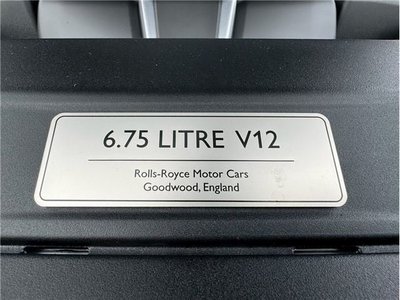 6.75 LITRE V12
Rolls-Royce Motor Cars
Goodwood, England